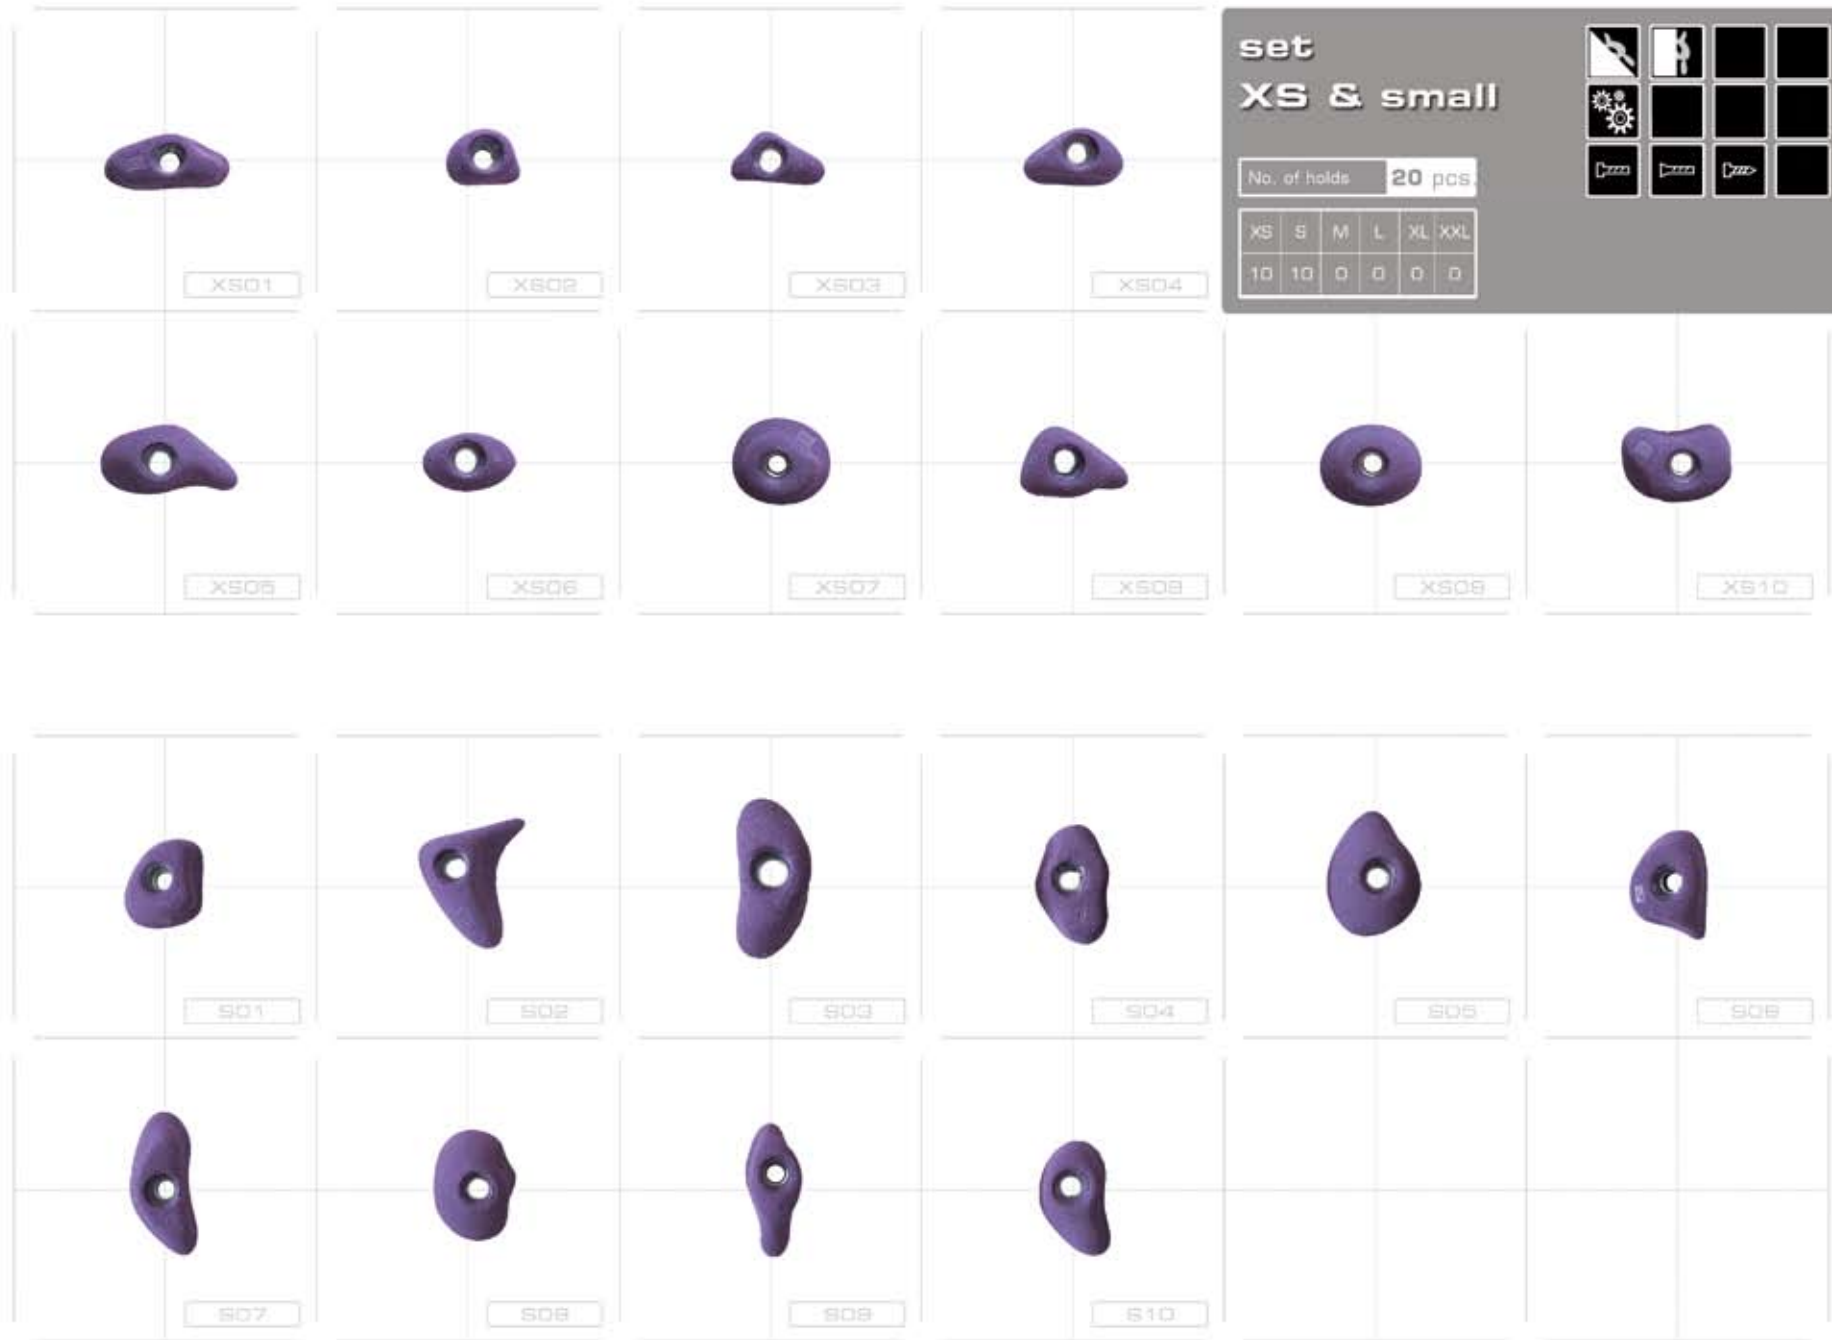 set
XS & small
No. of holds 20 pcs.
XS S M L XL XXL
10 10 0 0 0 0
XS01 XS02 XS03 XS04
XS05 XS06 XS07 XS08 XS09 XS10
S01 S02 S03 S04 S05 S06
S07 S08 S09 S10